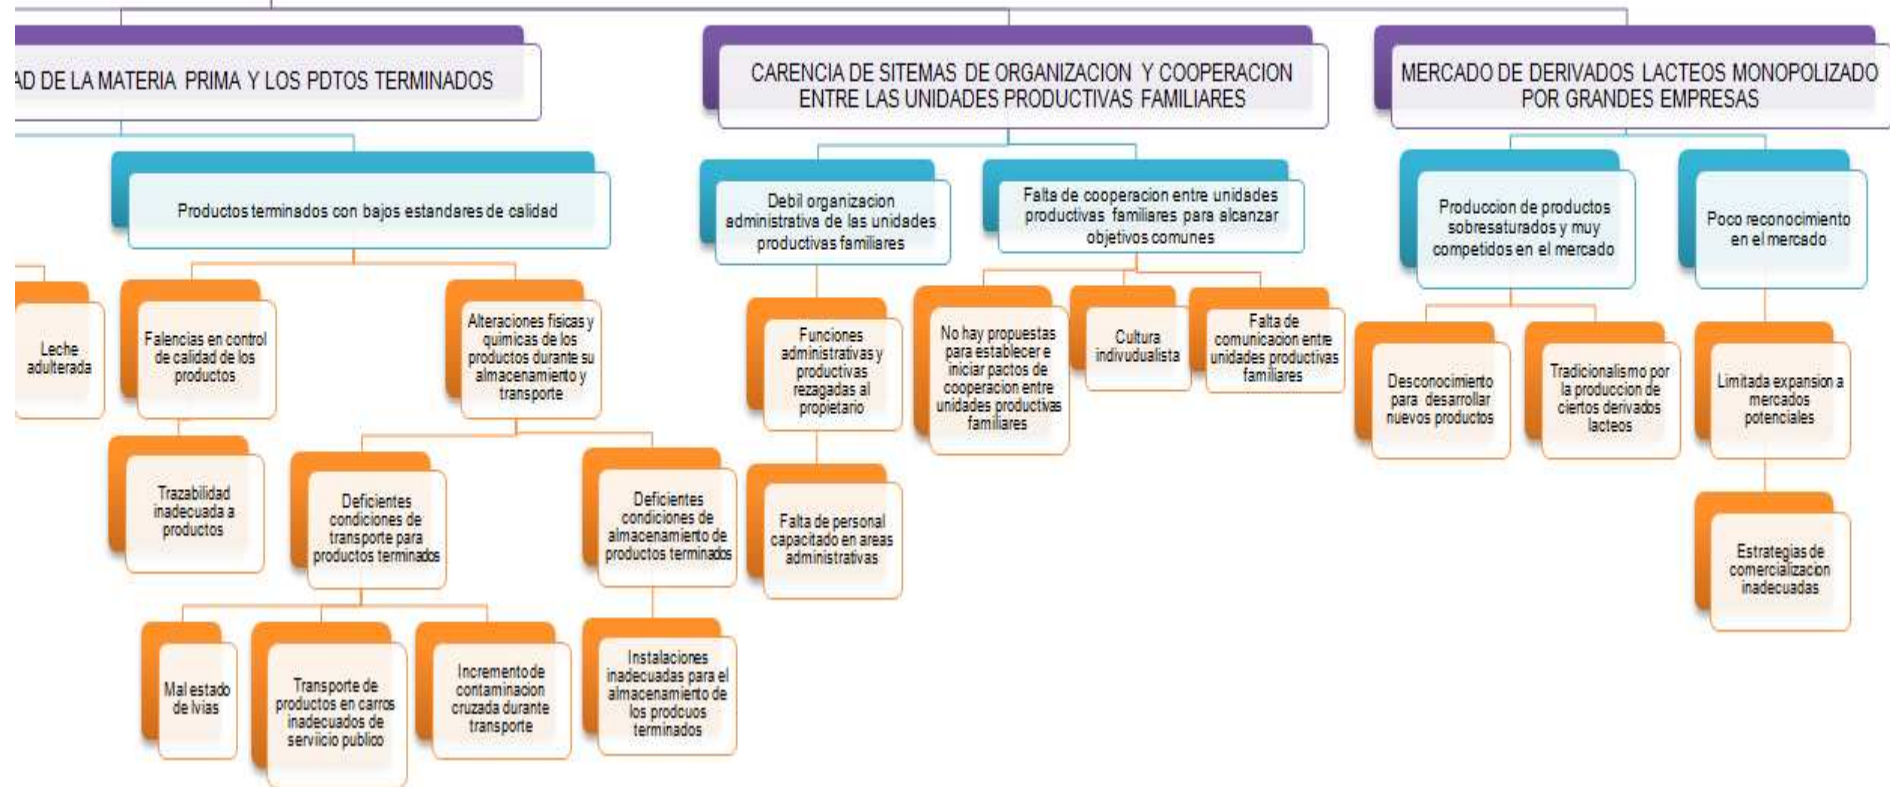 AD DE LA MATERIA PRIMA Y LOS PDTOS TERMINADOS
CARENCIA DE SITEMAS DE ORGANIZACION Y COOPERACION
ENTRE LAS UNIDADES PRODUCTIVAS FAMILIARES
MERCADO DE DERIVADOS LACTEOS MONOPOLIZADO
POR GRANDES EMPRESAS
Productos terminados con bajos estandares de calidad
Debil organizacion
administrativa de las unidades
productivas familiares
Falta de cooperacion entre unidades
productivas familiares para alcanzar
objetivos comunes
Produccion de productos
sobresaturados y muy
competidos en el mercado
Poco reconocimiento
en el mercado
Leche
adulterada
Falencias en control
de calidad de los
productos
Alteraciones fisicas y
quimicas de los
productos durante su
almacenamiento y
transporte
Funciones
administrativas y
productivas
rezagadas al
propietario
No hay propuestas
para establecer e
iniciar pactos de
cooperacion entre
unidades productivas
familiares
Cultura
indivudualista
Falta de
comunicacion entre
unidades productivas
familiares
Desconocimiento
para desarrollar
nuevos productos
Tradicionalismo por
la produccion de
ciertos derivados
lacteos
Limitada expansion a
mercados
potenciales
Trazabilidad
inadecuada a
productos
Deficientes
condiciones de
transporte para
productos terminados
Deficientes
condiciones de
almacenamiento de
productos terminados
Falta de personal
capacitado en areas
administrativas
Estrategias de
comercializacion
inadecuadas
Mal estado
de lvias
Transporte de
productos en carros
inadecuados de
serviicio publico
Incremento de
contaminacion
cruzada durante
transporte
Instalaciones
inadecuadas para el
almacenamiento de
los prodcuos
terminados